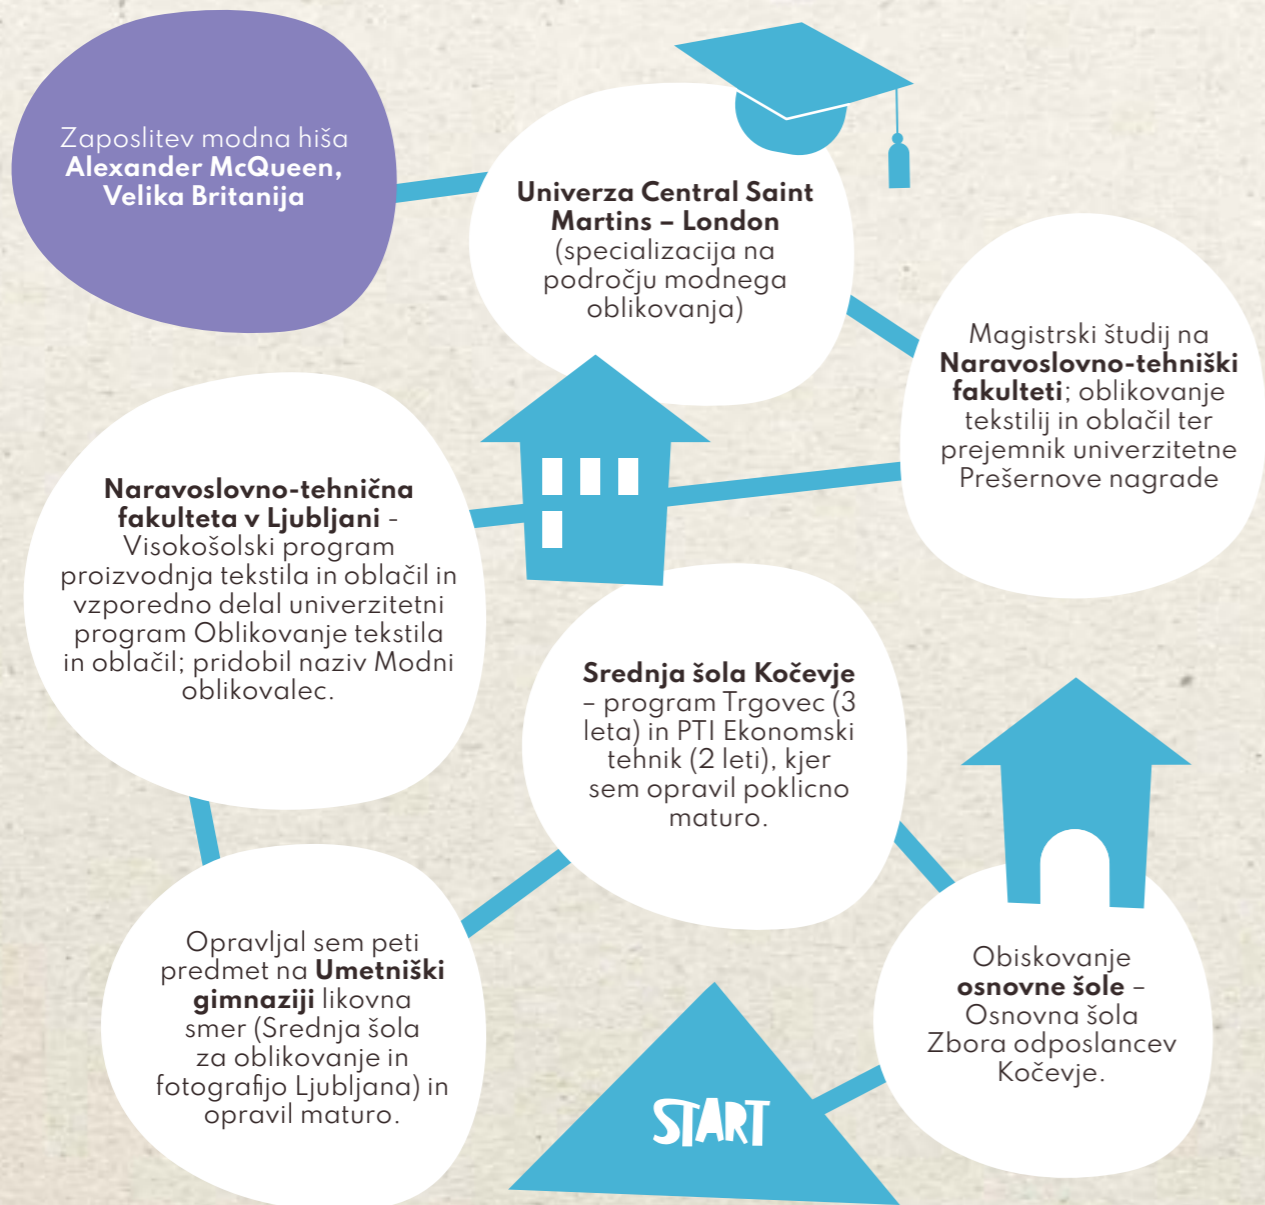 Zaposlitev modna hiša
Alexander McQueen,
Velika Britanija
Univerza Central Saint
Martins – London
(specializacija na
področju modnega
oblikovanja)
Magistrski študij na
Naravoslovno-tehniški
fakulteti; oblikovanje
tekstilij in oblačil ter
prejemnik univerzitetne
Prešernove nagrade
Naravoslovno-tehnična
fakulteta v Ljubljani -
Visokošolski program
proizvodnja tekstila in oblačil in
vzporedno delal univerzitetni
program Oblikovanje tekstila
in oblačil; pridobil naziv Modni
oblikovalec.
Srednja šola Kočevje
– program Trgovec (3
leta) in PTI Ekonomski
tehnik (2 leti), kjer
sem opravil poklicno
maturo.
Opravljal sem peti
predmet na Umetniški
gimnaziji likovna
smer (Srednja šola
za oblikovanje in
fotografijo Ljubljana) in
opravil maturo.
Obiskovanje
osnovne šole –
Osnovna šola
Zbora odposlancev
Kočevje.
START